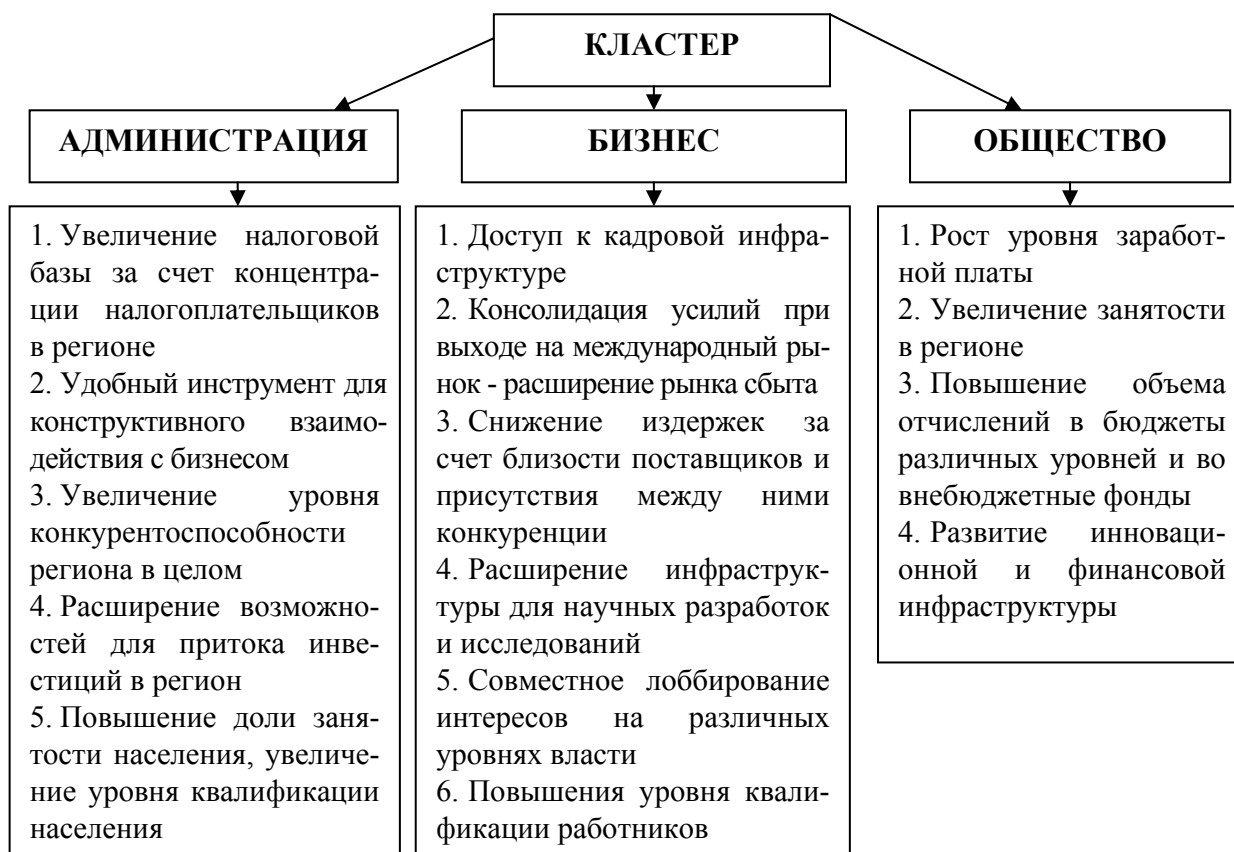 КЛАСТЕР
АДМИНИСТРАЦИЯ
БИЗНЕС
ОБЩЕСТВО
1. Увеличение налоговой
базы за счет концентра-
ции налогоплательщиков
в регионе
2. Удобный инструмент для
конструктивного взаимо-
действия с бизнесом
3. Увеличение уровня
конкурентоспособности
региона в целом
4. Расширение возможно-
стей для притока инве-
стиций в регион
5. Повышение доли заня-
тости населения, увеличе-
ние уровня квалификации
населения
1. Доступ к кадровой инфра-
структуре
2. Консолидация усилий при
выходе на международный ры-
нок - расширение рынка сбыта
3. Снижение издержек за
счет близости поставщиков и
присутствия между ними
конкуренции
4. Расширение инфраструк-
туры для научных разработок
и исследований
5. Совместное лоббирование
интересов на различных
уровнях власти
6. Повышения уровня квали-
фикации работников
1. Рост уровня заработ-
ной платы
2. Увеличение занятости
в регионе
3. Повышение объема
отчислений в бюджеты
различных уровней и во
внебюджетные фонды
4. Развитие инноваци-
онной и финансовой
инфраструктуры